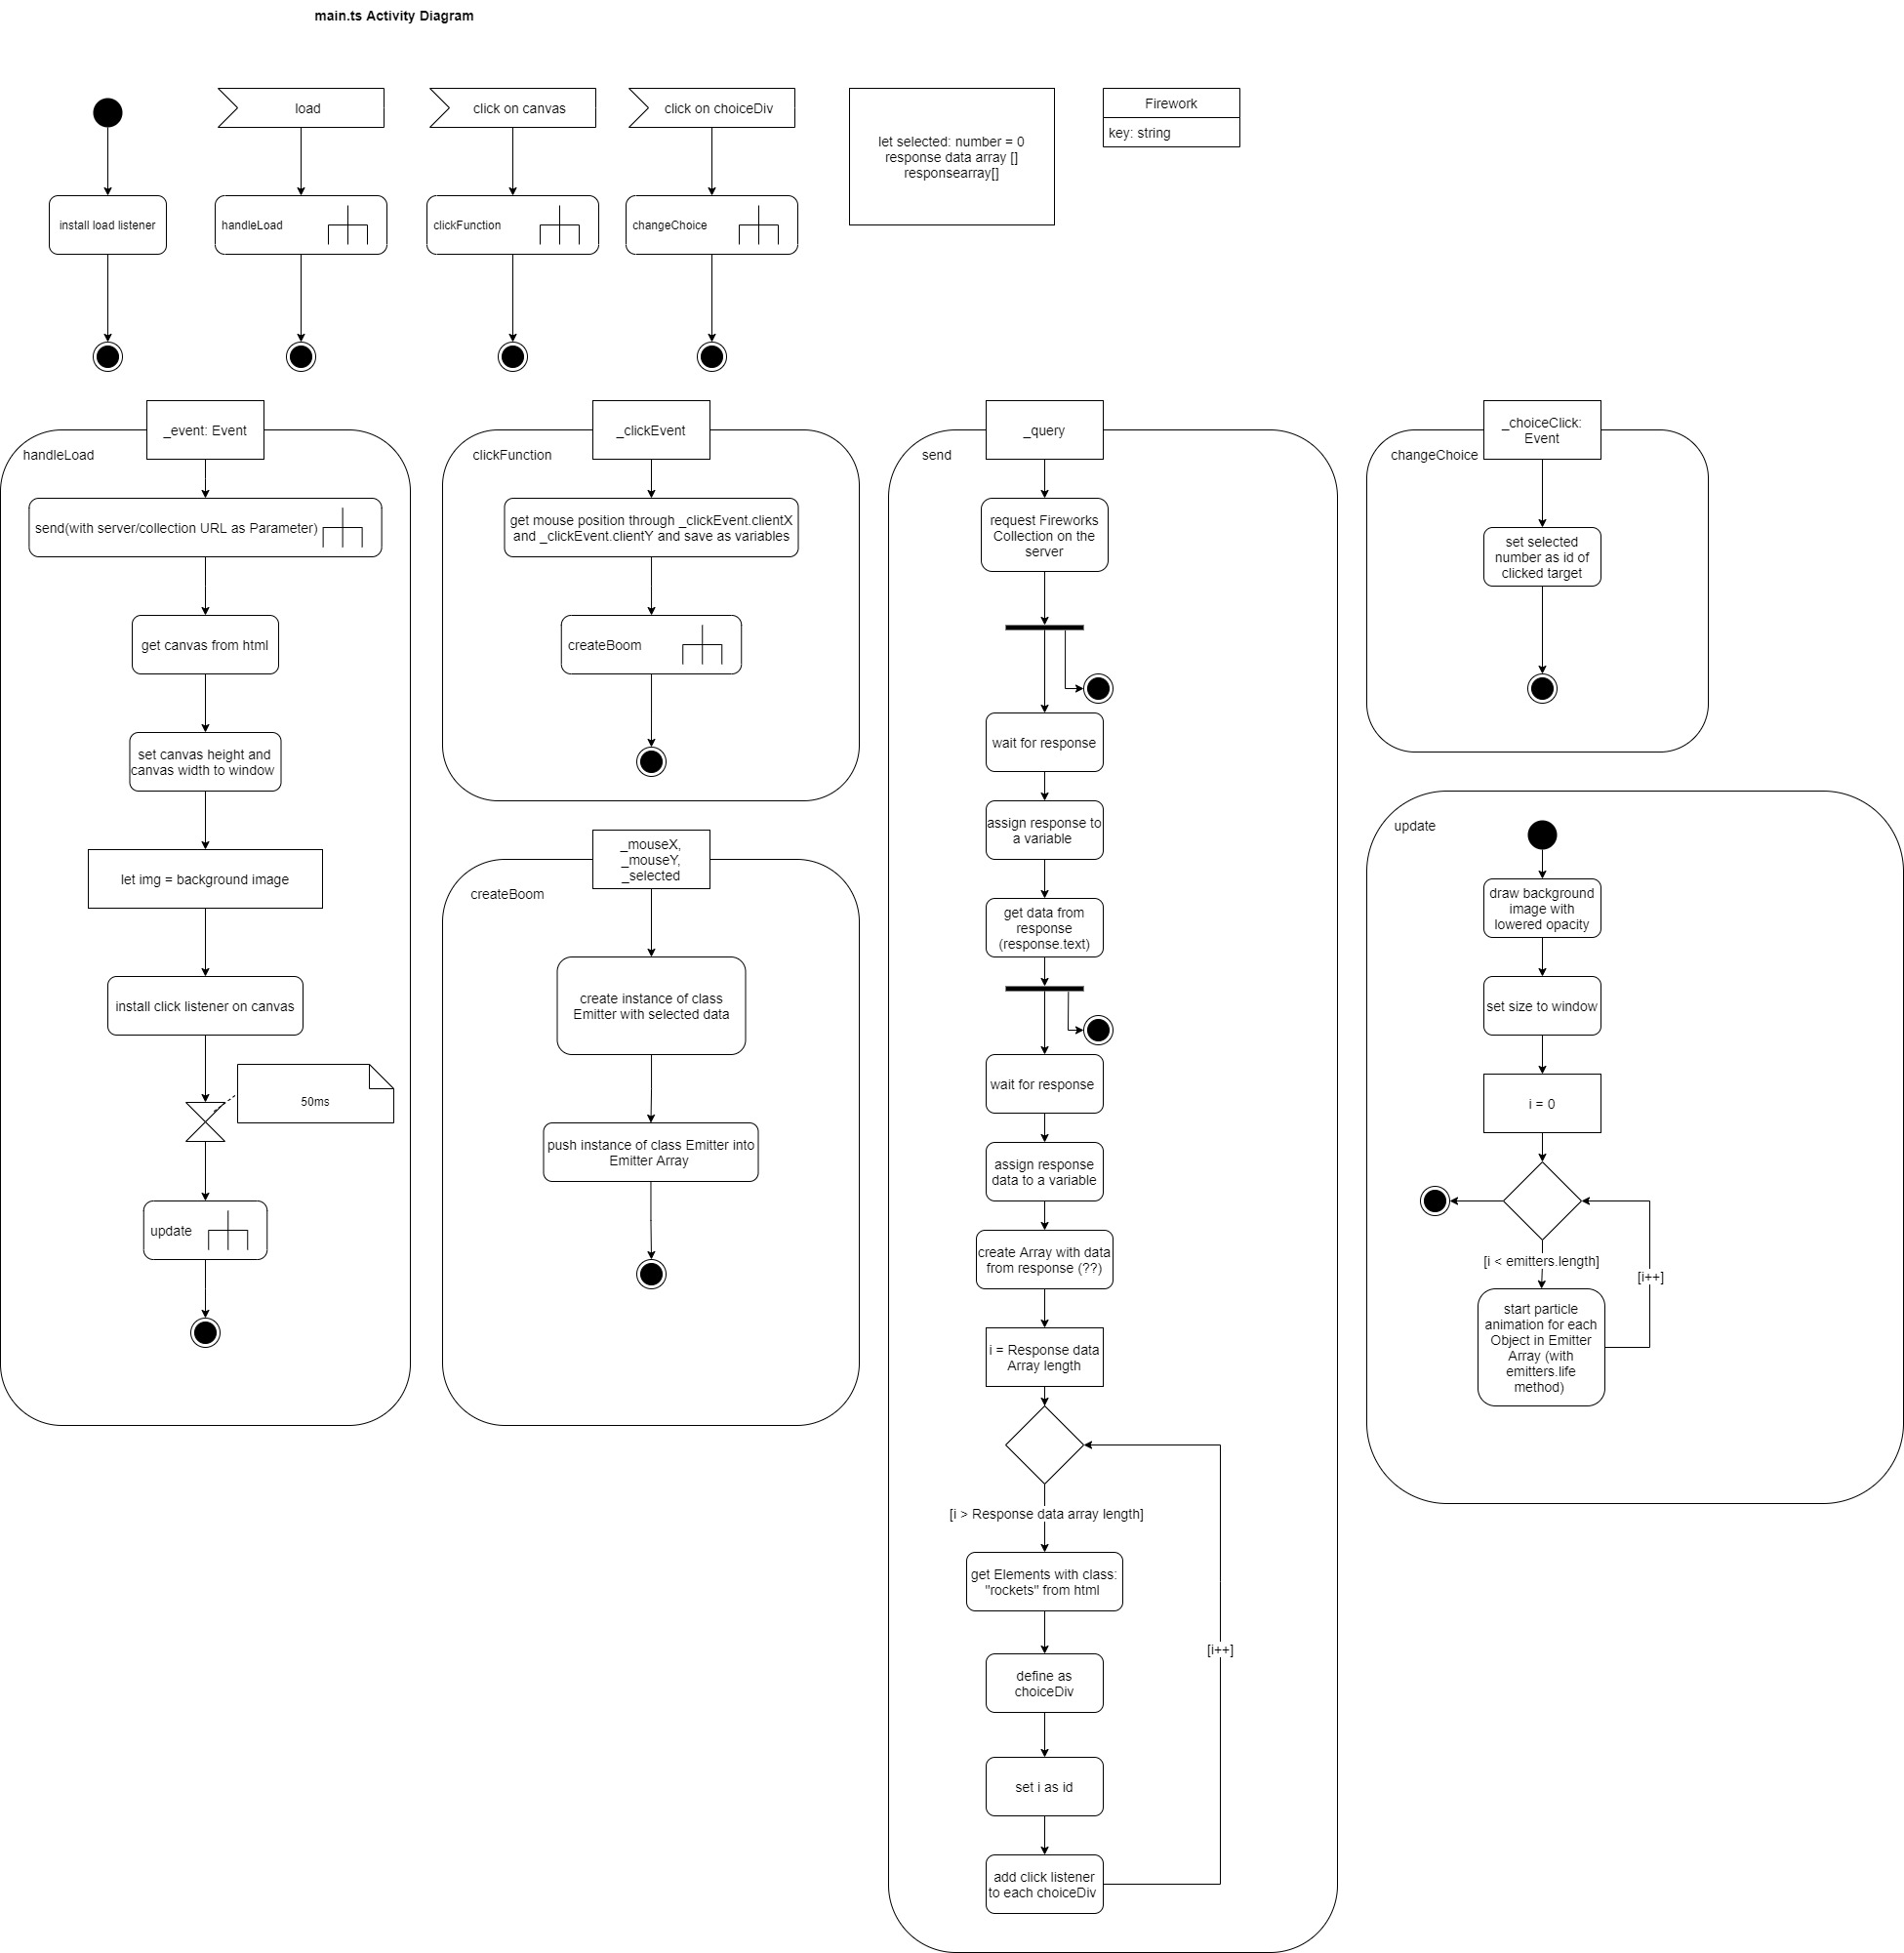 main.ts Activity Diagram
load
click on canvas
click on choiceDiv
let selected: number = 0
response data array []
responsearray[]
Firework
key: string
install load listener
handleLoad
clickFunction
changeChoice
_event: Event
handleLoad
send(with server/collection URL as Parameter)
get canvas from html
set canvas height and
canvas width to window
let img = background image
install click listener on canvas
50ms
update
_clickEvent
clickFunction
get mouse position through _clickEvent.clientX
and _clickEvent.clientY and save as variables
createBoom
_mouseX,
_mouseY,
_selected
createBoom
create instance of class
Emitter with selected data
push instance of class Emitter into
Emitter Array
_query
send
request Fireworks
Collection on the
server
wait for response
assign response to
a variable
get data from
response
(response.text)
wait for response
assign response
data to a variable
create Array with data
from response (??)
i = Response data
Array length
[i > Response data array length]
get Elements with class:
"rockets" from html
define as
choiceDiv
set i as id
add click listener
to each choiceDiv
[i++]
_choiceClick:
Event
changeChoice
set selected
number as id of
clicked target
update
draw background
image with
lowered opacity
set size to window
i = 0
[i < emitters.length]
[i++]
start particle
animation for each
Object in Emitter
Array (with
emitters.life
method)